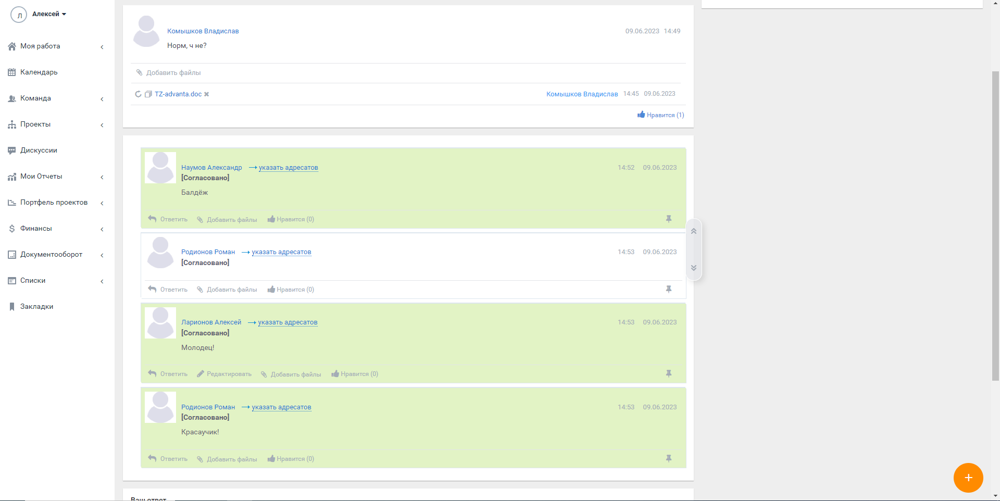 Л Алексей
Моя работа
Календарь
Команда
Проекты
Дискуссии
Мои Отчеты
Портфель проектов
Финансы
Документооборот
Списки
Закладки
Комышков Владислав 09.06.2023 14:49
Норм, ч не?
Добавить файлы
TZ-advanta.doc Комышков Владислав 14:45 09.06.2023
Нравится (1)
Наумов Александр указать адресатов 14:52 09.06.2023
[Согласовано]
Балдёж
Ответить Добавить файлы Нравится (0)
Родионов Роман указать адресатов 14:53 09.06.2023
[Согласовано]
Ответить Добавить файлы Нравится (0)
Ларионов Алексей указать адресатов 14:53 09.06.2023
[Согласовано]
Молодец!
Ответить Редактировать Добавить файлы Нравится (0)
Родионов Роман указать адресатов 14:53 09.06.2023
[Согласовано]
Красаучик!
Ответить Добавить файлы Нравится (0)
Ваш ответ